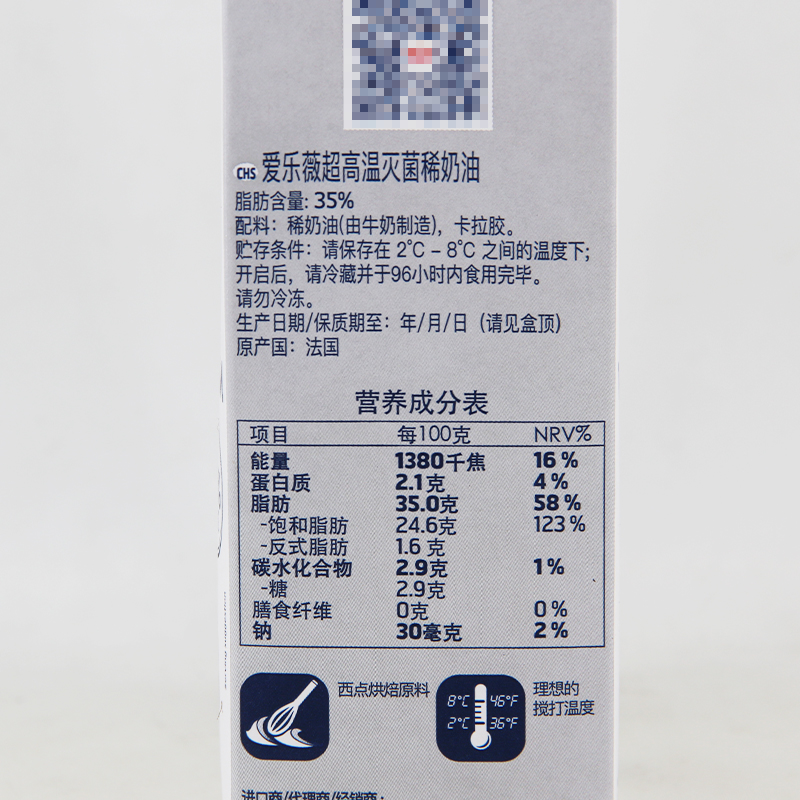 CHS 爱乐薇超高温灭菌稀奶油
脂肪含量: 35%
配料：稀奶油(由牛奶制造)，卡拉胶。
贮存条件：请保存在 2°C – 8°C 之间的温度下;
开启后，请冷藏并于96小时内食用完毕。
请勿冷冻。
生产日期/保质期至：年/月/日（请见盒顶）
原产国：法国
营养成分表
项目 每100克 NRV%
能量 1380千焦 16%
蛋白质 2.1克 4%
脂肪 35.0克 58%
-饱和脂肪 24.6克 123%
-反式脂肪 1.6克
碳水化合物 2.9克 1%
-糖 2.9克
膳食纤维 0克 0%
钠 30毫克 2%
西点烘焙原料
8°C 46°F
2°C 36°F
理想的
搅打温度
进口商/代理商/经销商：